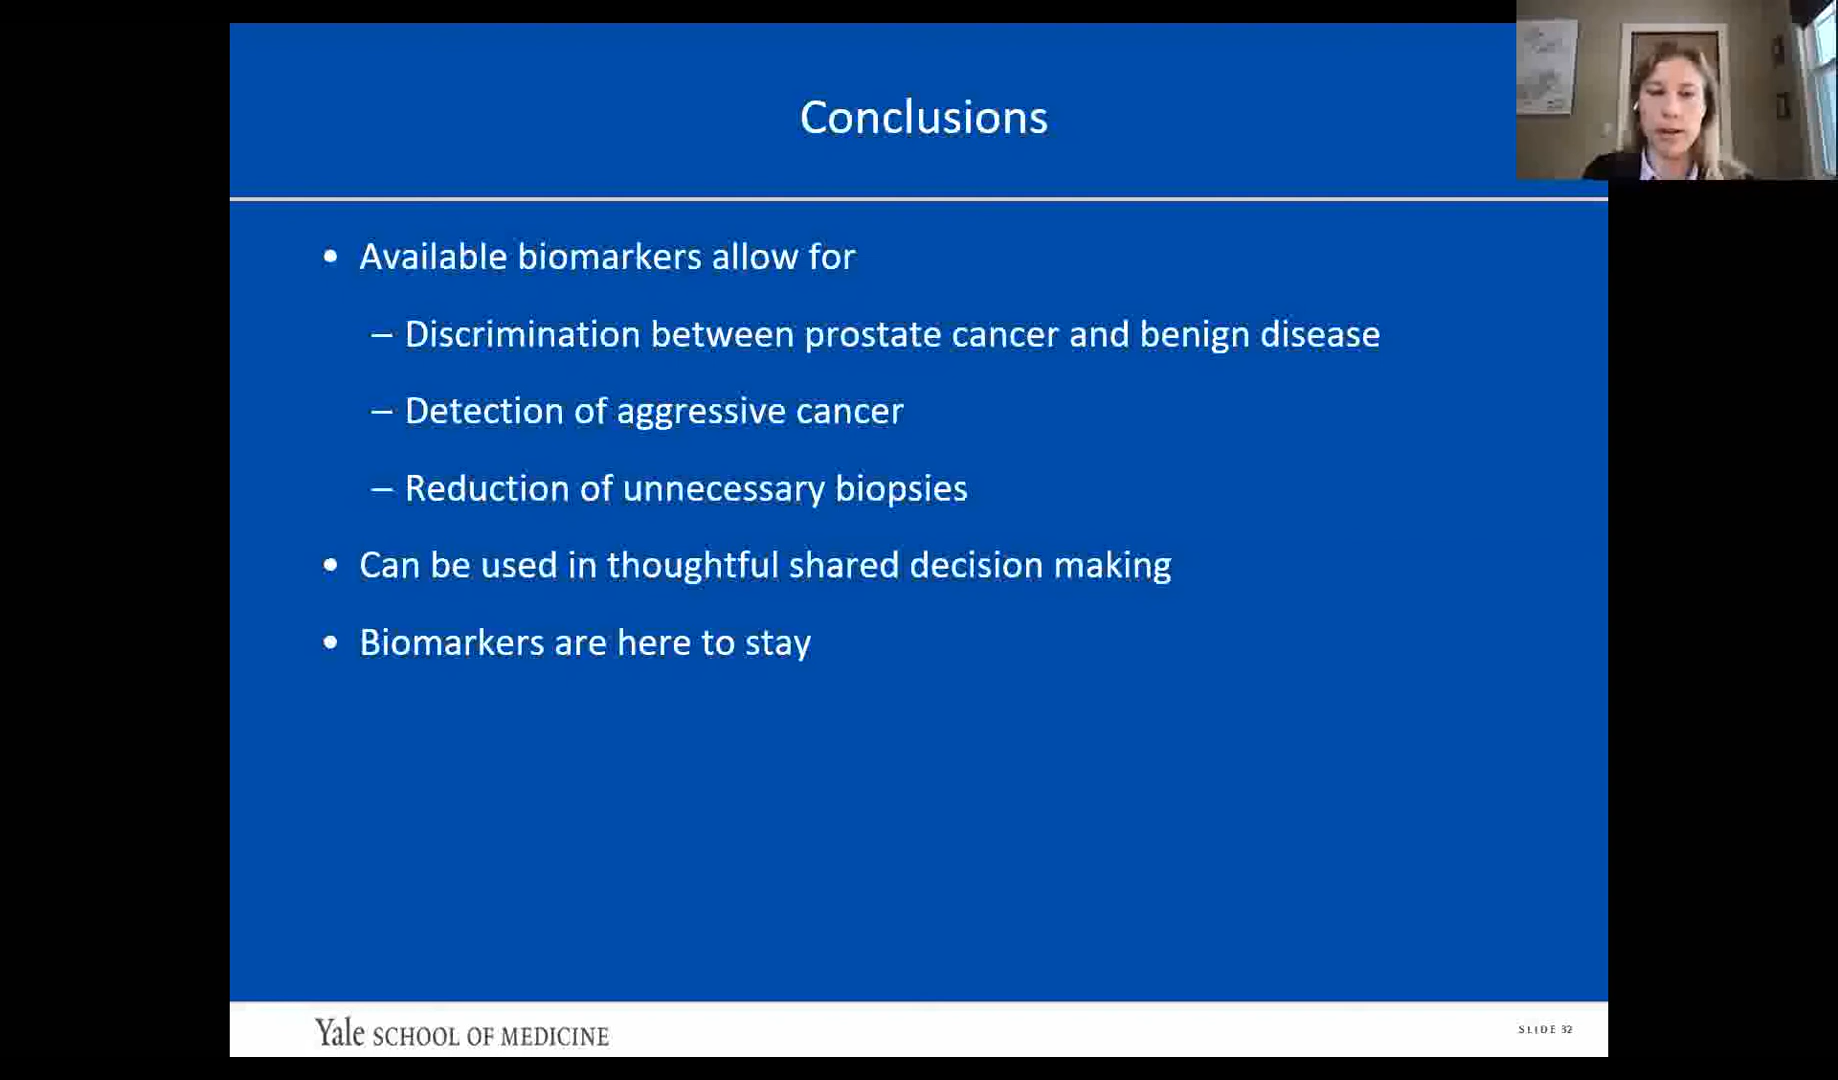 Conclusions
• Available biomarkers allow for
– Discrimination between prostate cancer and benign disease
– Detection of aggressive cancer
– Reduction of unnecessary biopsies
• Can be used in thoughtful shared decision making
• Biomarkers are here to stay
Yale SCHOOL OF MEDICINE
SLIDE 32